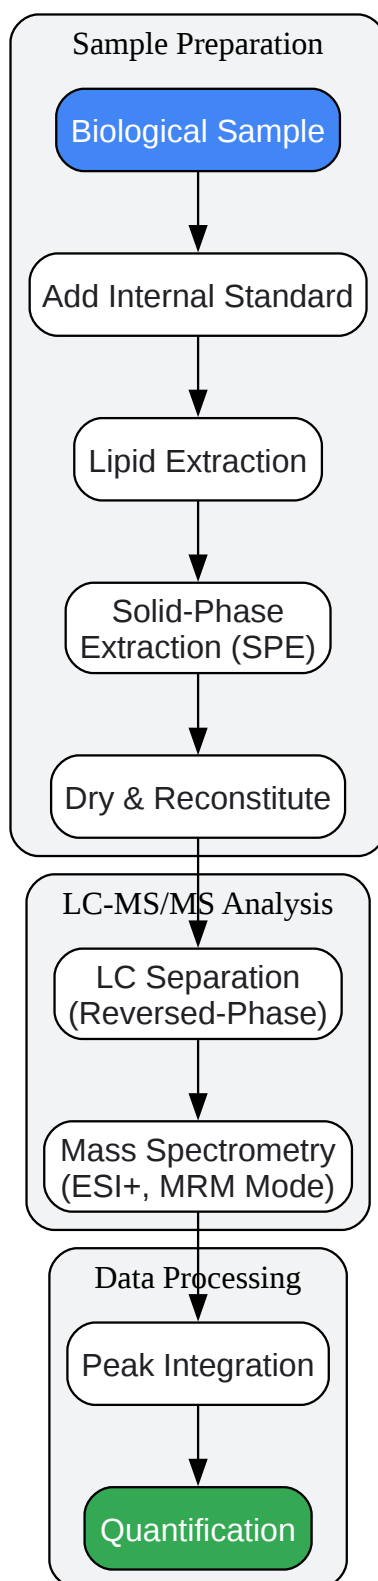 Sample Preparation
Biological Sample
Add Internal Standard
Lipid Extraction
Solid-Phase
Extraction (SPE)
Dry & Reconstitute
LC-MS/MS Analysis
LC Separation
(Reversed-Phase)
Mass Spectrometry
(ESI+, MRM Mode)
Data Processing
Peak Integration
Quantification